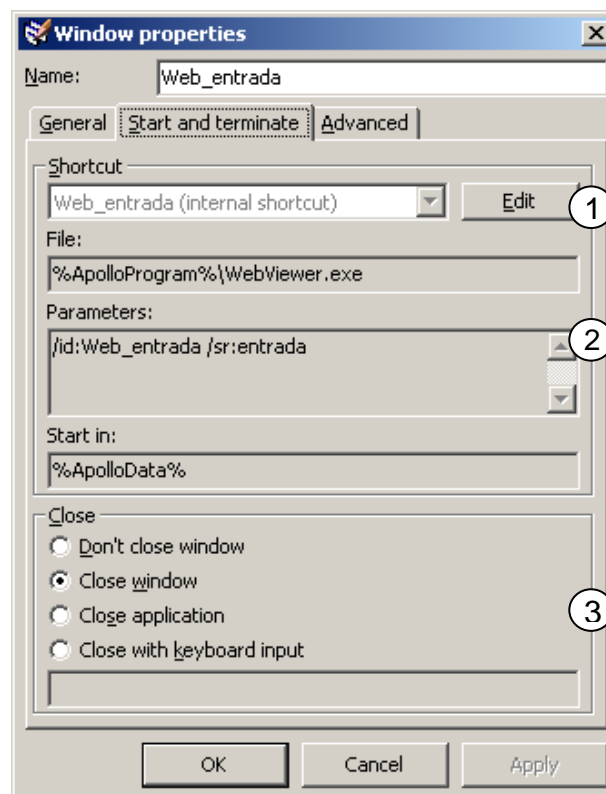 Window properties
Name: Web_entrada
General Start and terminate Advanced
Shortcut
Web_entrada (internal shortcut) Edit 1
File:
%ApolloProgram%\WebViewer.exe
Parameters:
/id:Web_entrada /sr:entrada 2
Start in:
%ApolloData%
Close
Don't close window
Close window
Close application 3
Close with keyboard input
OK Cancel Apply